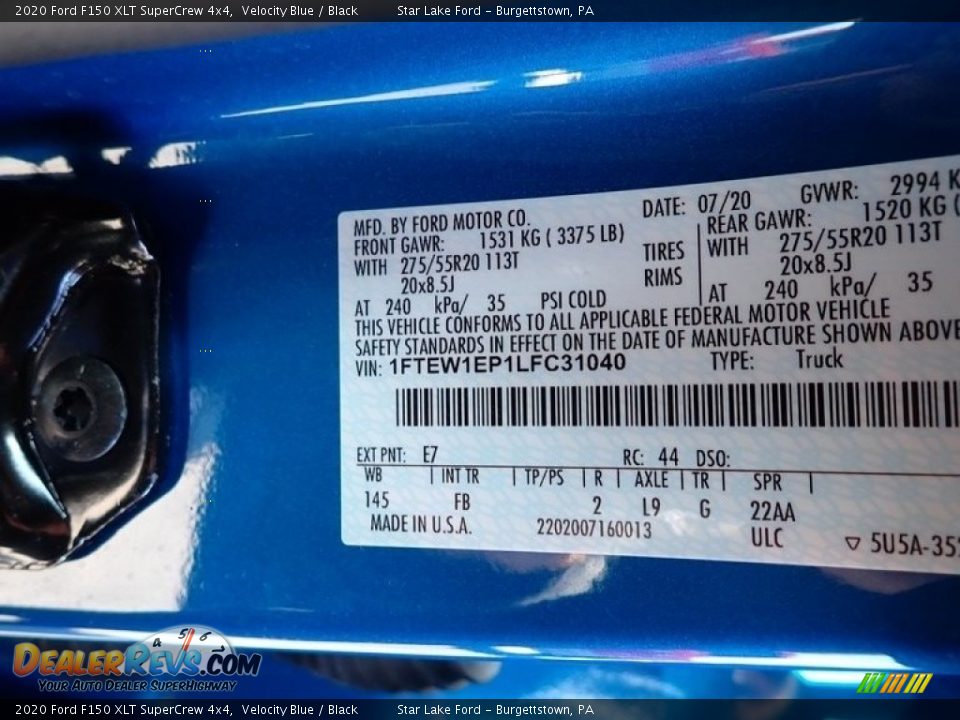 2020 Ford F150 XLT SuperCrew 4x4, Velocity Blue / Black Star Lake Ford - Burgettstown, PA
MFD. BY FORD MOTOR CO. DATE: 07/20 GVWR: 2994 K
FRONT GAWR: 1531 KG ( 3375 LB) REAR GAWR: 1520 KG (
WITH 275/55R20 113T TIRES WITH 275/55R20 113T
20x8.5J RIMS 20x8.5J
AT 240 kPa/ 35 PSI COLD AT 240 kPa/ 35
THIS VEHICLE CONFORMS TO ALL APPLICABLE FEDERAL MOTOR VEHICLE
SAFETY STANDARDS IN EFFECT ON THE DATE OF MANUFACTURE SHOWN ABOVE
VIN: 1FTEW1EP1LFC31040 TYPE: Truck
EXT PNT: E7 RC: 44 DSO:
WB INT TR TP/PS R AXLE TR SPR
145 FB 2 L9 G 22AA
MADE IN U.S.A. 2202007160013 ULC ▽ 5U5A-35
4 5 6
DealerRevs.com
Your Auto Dealer SuperHighway
2020 Ford F150 XLT SuperCrew 4x4, Velocity Blue / Black Star Lake Ford - Burgettstown, PA